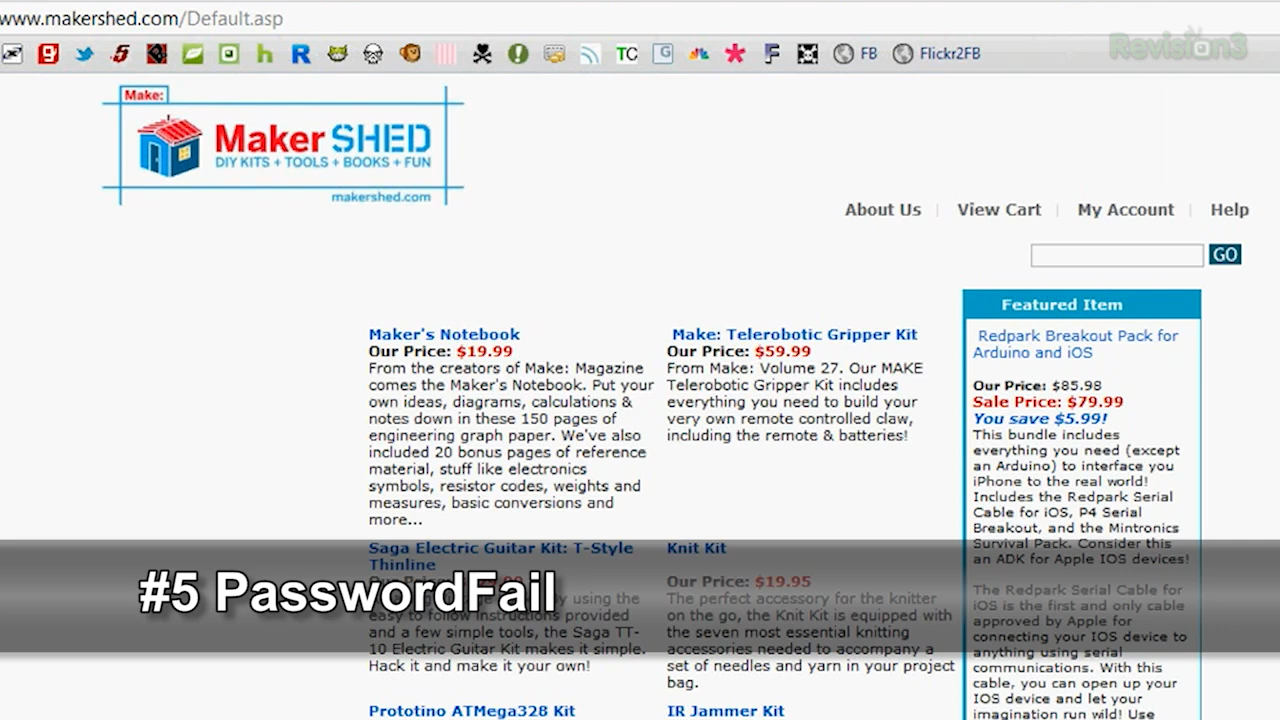 www.makershed.com/Default.asp
TC
FB
Flickr2FB
Revision3
Make:
Maker SHED
DIY KITS + TOOLS + BOOKS + FUN
makershed.com
About Us
View Cart
My Account
Help
GO
Maker's Notebook
Our Price: $19.99
From the creators of Make: Magazine
comes the Maker's Notebook. Put your
own ideas, diagrams, calculations &
notes down in these 150 pages of
engineering graph paper. We've also
included 20 bonus pages of reference
material, stuff like electronics
symbols, resistor codes, weights and
measures, basic conversions and
more...
Make: Telerobotic Gripper Kit
Our Price: $59.99
From Make: Volume 27. Our MAKE
Telerobotic Gripper Kit includes
everything you need to build your
very own remote controlled claw,
including the remote & batteries!
Saga Electric Guitar Kit: T-Style
Thinline
by using the
easy to follow instructions provided
and a few simple tools, the Saga TT-
10 Electric Guitar Kit makes it simple.
Hack it and make it your own!
Knit Kit
Our Price: $19.95
The perfect accessory for the knitter
on the go, the Knit Kit is equipped with
the seven most essential knitting
accessories needed to accompany a
set of needles and yarn in your project
bag.
Prototino ATMega328 Kit
IR Jammer Kit
Featured Item
Redpark Breakout Pack for
Arduino and iOS
Our Price: $85.98
Sale Price: $79.99
You save $5.99!
This bundle includes
everything you need (except
an Arduino) to interface you
iPhone to the real world!
Includes the Redpark Serial
Cable for iOS, P4 Serial
Breakout, and the Mintronics
Survival Pack. Consider this
an ADK for Apple IOS devices!
The Redpark Serial Cable for
iOS is the first and only cable
approved by Apple for
connecting your IOS device to
anything using serial
communications. With this
cable, you can open up your
IOS device and let your
imagination run wild! Use
#5 PasswordFail